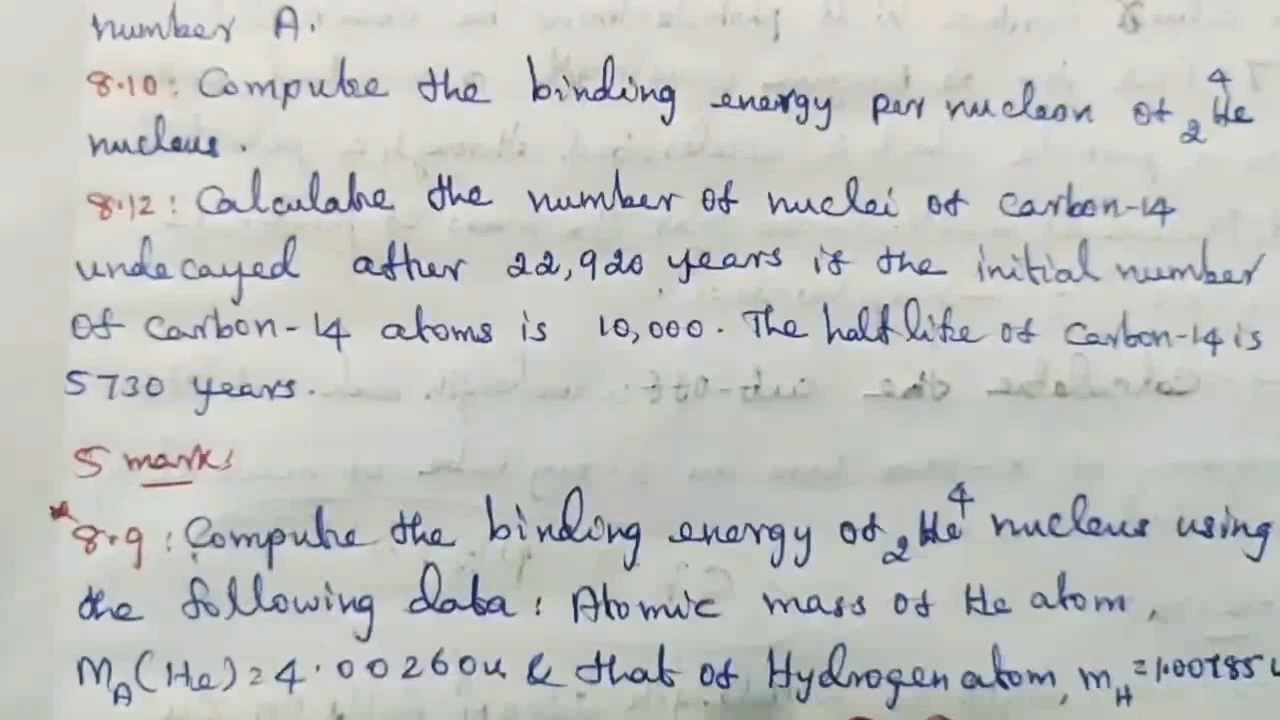 number A.
8.10: Compute the binding energy per nucleon of ₂⁴He
nucleus.
8.12: Calculate the number of nuclei of carbon-14
undecayed after 22,920 years if the initial number
of carbon-14 atoms is 10,000. The half life of Carbon-14 is
5730 years.
5 marks
* 8.9: Compute the binding energy of ₂He⁴ nucleus using
the following data: Atomic mass of He atom,
M_A(He) = 4.00260u & that of Hydrogen atom, m_H = 1.00785u